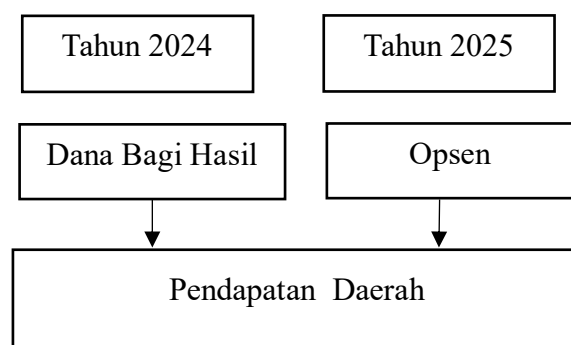 Tahun 2024
Tahun 2025
Dana Bagi Hasil
Opsen
Pendapatan Daerah